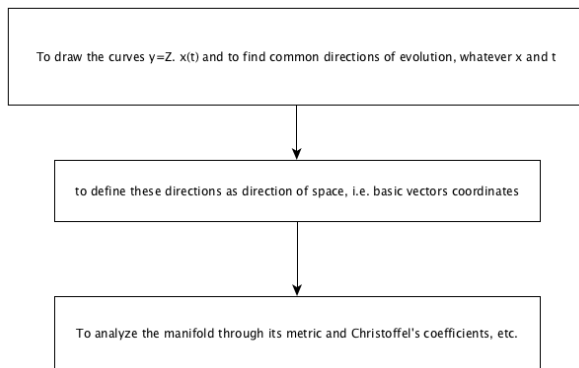 To draw the curves y=Z. x(t) and to find common directions of evolution, whatever x and t
to define these directions as direction of space, i.e. basic vectors coordinates
To analyze the manifold through its metric and Christoffel's coefficients, etc.